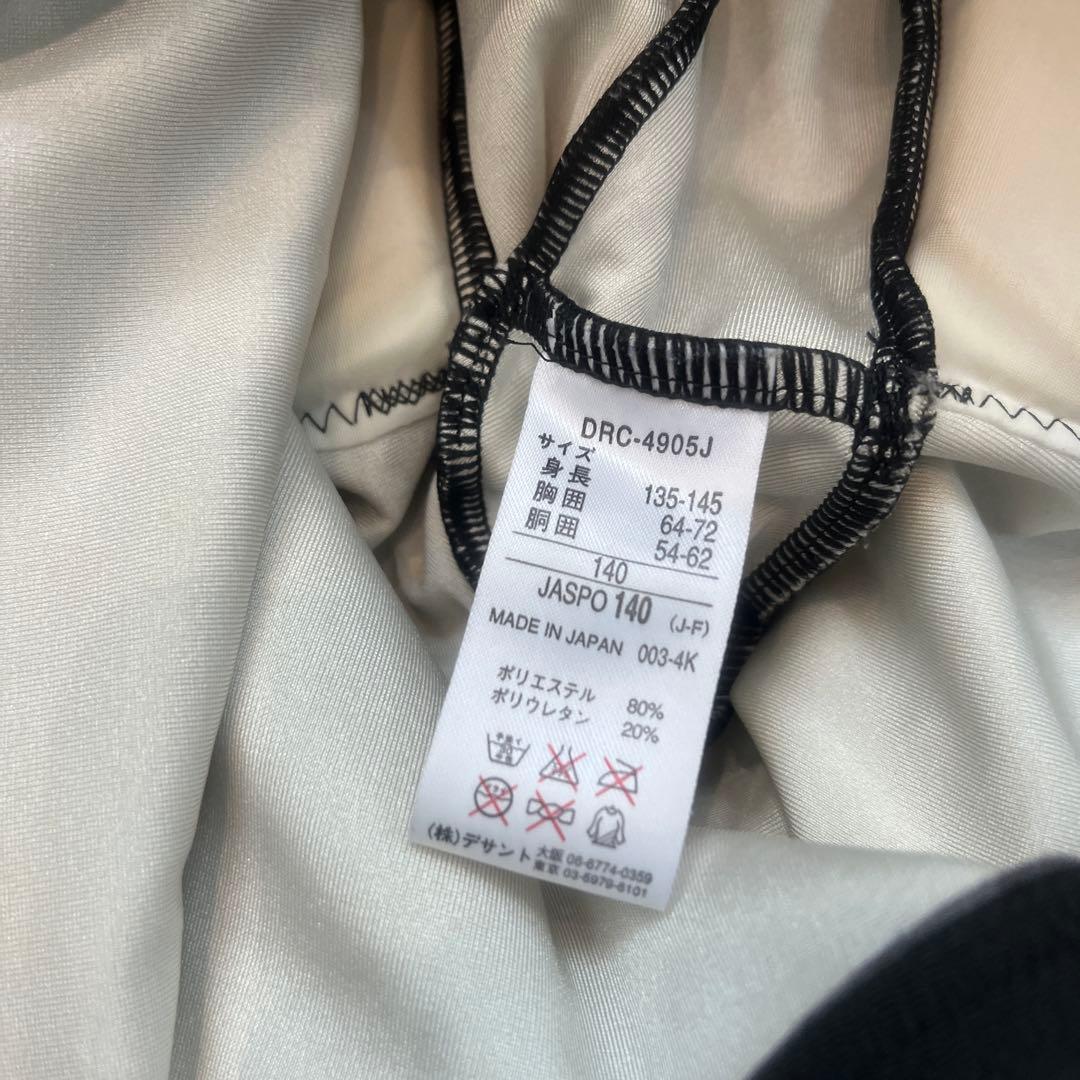 DRC-4905J
サイズ
身長 135-145
胸囲 64-72
胴囲 54-62
140
JASPO 140 (J-F)
MADE IN JAPAN 003-4K
ポリエステル 80%
ポリウレタン 20%
(株)デサント 大阪 06-6774-0359
東京 03-5979-6101